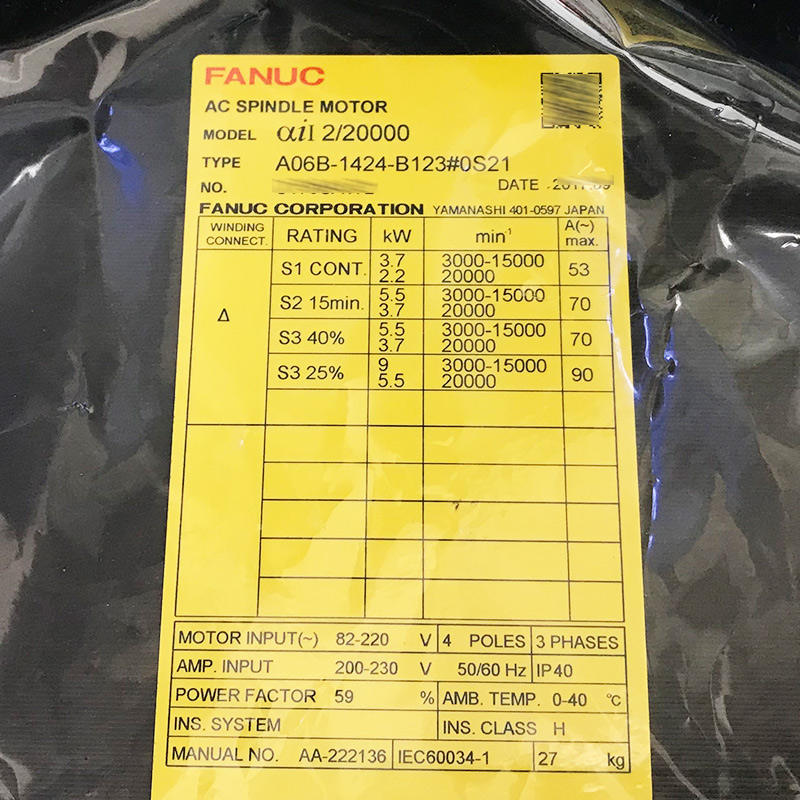 FANUC
AC SPINDLE MOTOR
MODEL αiI 2/20000
TYPE A06B-1424-B123#0S21
NO.
DATE
FANUC CORPORATION YAMANASHI 401-0597 JAPAN
WINDING CONNECT. RATING kW min⁻¹ A(~) max.
Δ S1 CONT. 3.7 3000-15000 53
2.2 20000
S2 15min. 5.5 3000-15000 70
3.7 20000
S3 40% 5.5 3000-15000 70
3.7 20000
S3 25% 9 3000-15000 90
5.5 20000
MOTOR INPUT(~) 82-220 V 4 POLES 3 PHASES
AMP. INPUT 200-230 V 50/60 Hz IP40
POWER FACTOR 59 % AMB. TEMP. 0-40 °C
INS. SYSTEM INS. CLASS H
MANUAL NO. AA-222136 IEC60034-1 27 kg